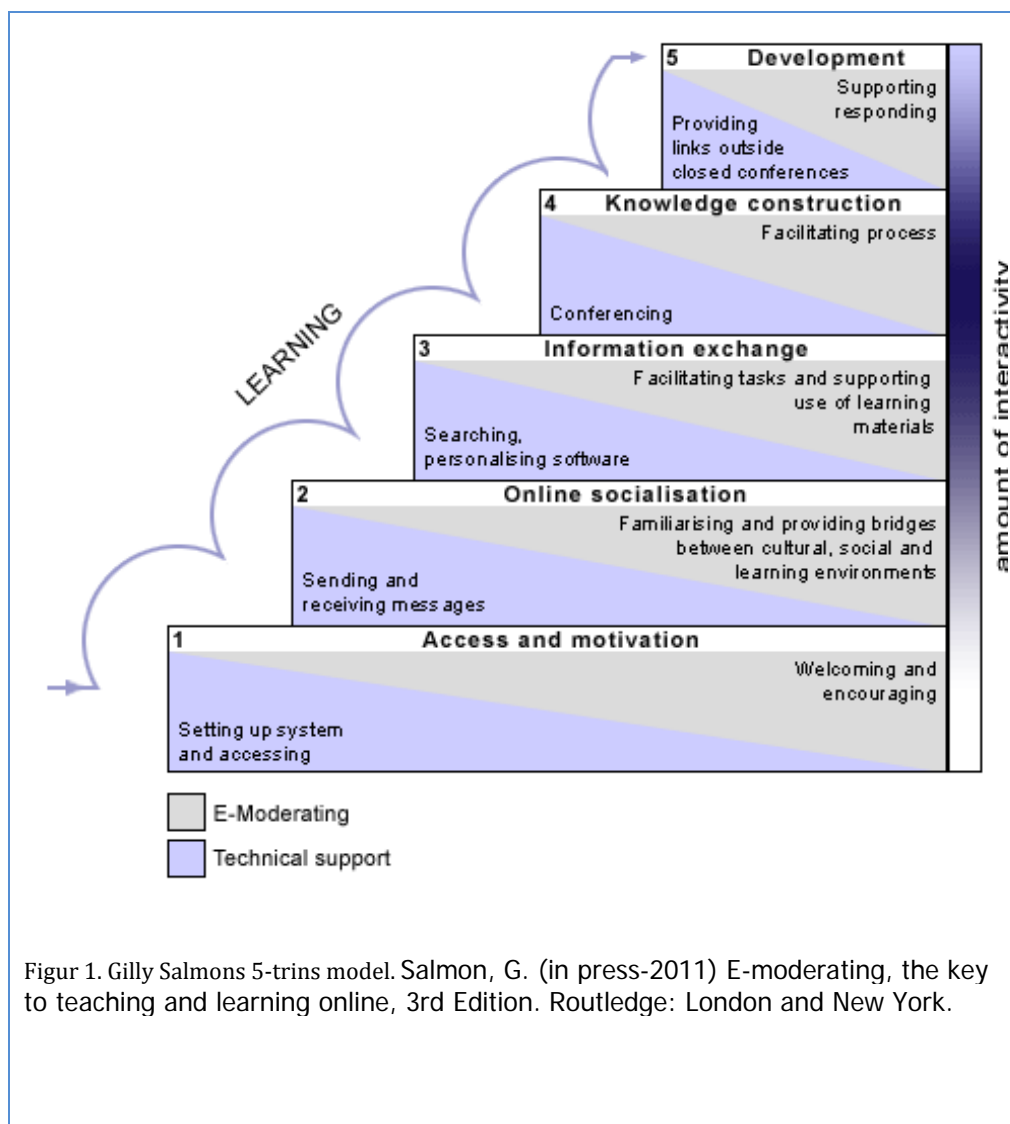 5 Development
Supporting
responding
Providing
links outside
closed conferences
4 Knowledge construction
Facilitating process
Conferencing
3 Information exchange
Facilitating tasks and supporting
use of learning
materials
Searching,
personalising software
2 Online socialisation
Familiarising and providing bridges
between cultural, social and
learning environments
Sending and
receiving messages
1 Access and motivation
Welcoming and
encouraging
Setting up system
and accessing
LEARNING
amount of interactivity
E-Moderating
Technical support
Figur 1. Gilly Salmons 5-trins model. Salmon, G. (in press-2011) E-moderating, the key
to teaching and learning online, 3rd Edition. Routledge: London and New York.